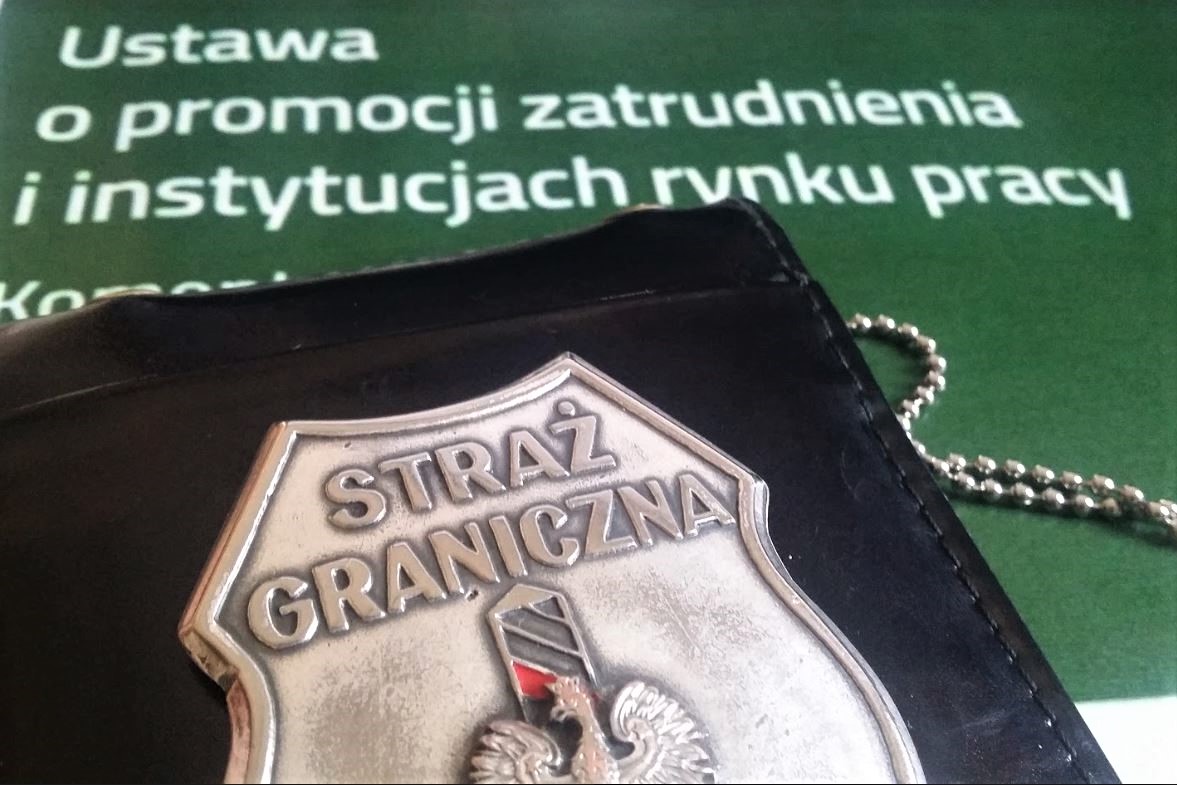 Ustawa
o promocji zatrudnienia
i instytucjach rynku pracy
STRAŻ
GRANICZNA